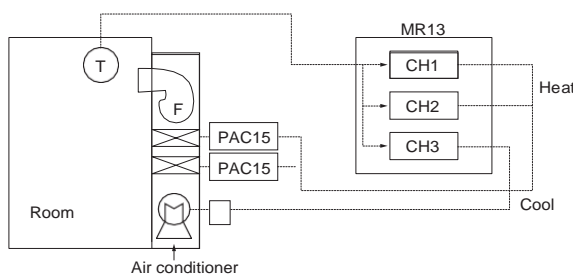 MR13
T
CH1
Heat
CH2
F
PAC15
CH3
PAC15
Cool
Room
M
Air conditioner